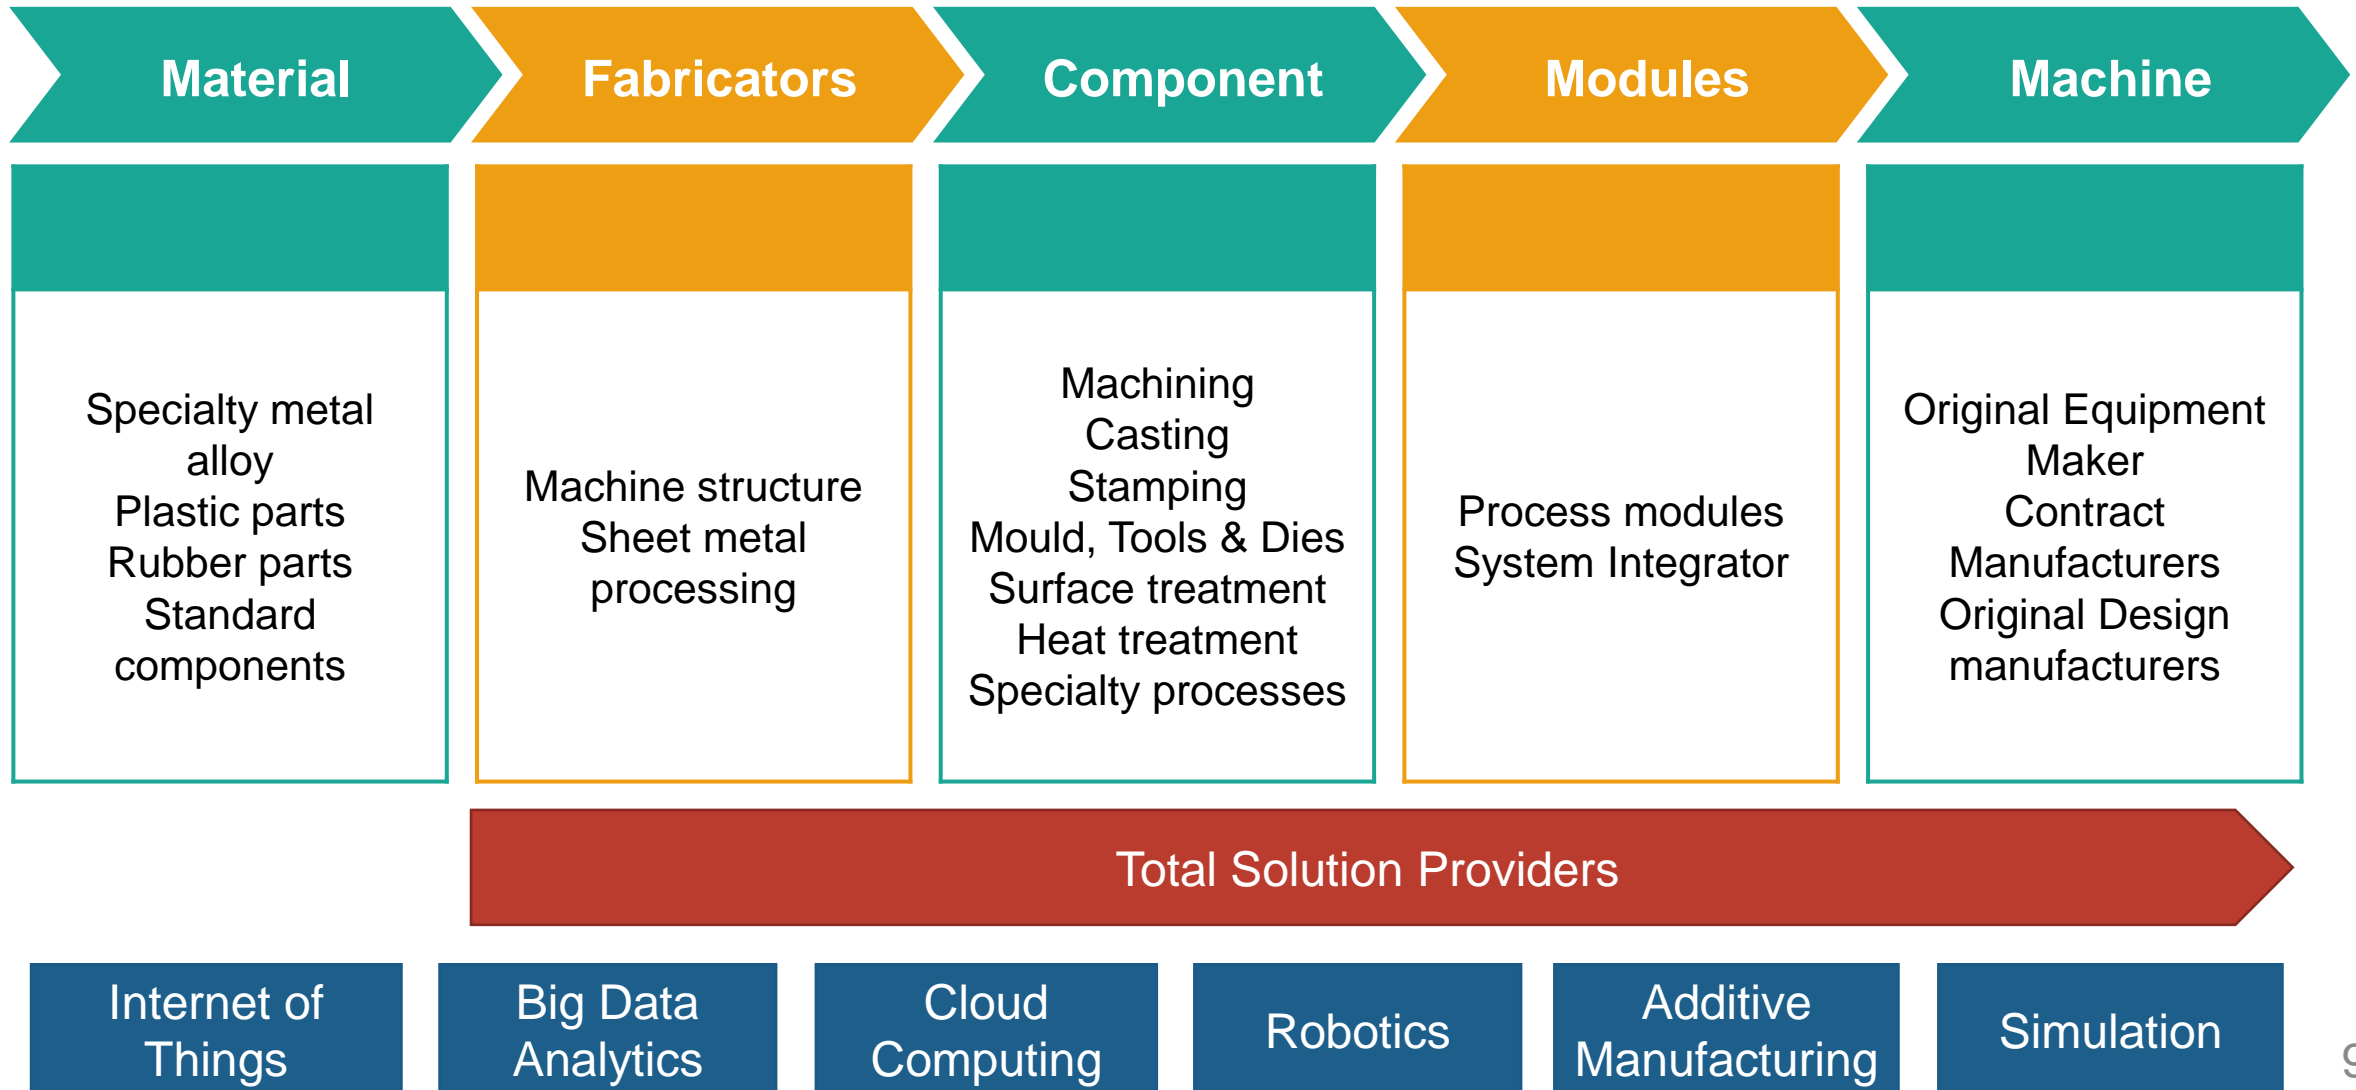 Material
Fabricators
Component
Modules
Machine
Specialty metal
alloy
Plastic parts
Rubber parts
Standard
components
Machine structure
Sheet metal
processing
Machining
Casting
Stamping
Mould, Tools & Dies
Surface treatment
Heat treatment
Specialty processes
Process modules
System Integrator
Original Equipment
Maker
Contract
Manufacturers
Original Design
manufacturers
Total Solution Providers
Internet of
Things
Big Data
Analytics
Cloud
Computing
Robotics
Additive
Manufacturing
Simulation